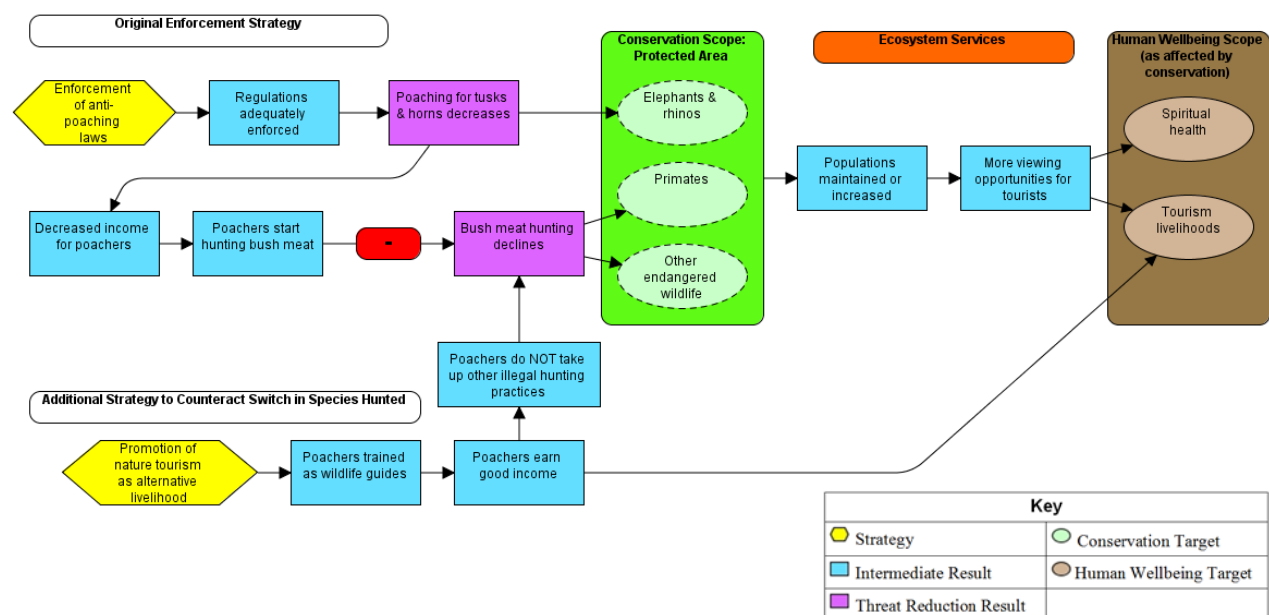 Original Enforcement Strategy
Conservation Scope:
Protected Area
Ecosystem Services
Human Wellbeing Scope
(as affected by
conservation)
Enforcement
of anti-
poaching
laws
Regulations
adequately
enforced
Poaching for tusks
& horns decreases
Elephants &
rhinos
Spiritual
health
Populations
maintained or
increased
More viewing
opportunities for
tourists
Primates
Tourism
livelihoods
Decreased income
for poachers
Poachers start
hunting bush meat
-
Bush meat hunting
declines
Other
endangered
wildlife
Poachers do NOT take
up other illegal hunting
practices
Additional Strategy to Counteract Switch in Species Hunted
Promotion of
nature tourism
as alternative
livelihood
Poachers trained
as wildlife guides
Poachers earn
good income
Key
Strategy
Conservation Target
Intermediate Result
Human Wellbeing Target
Threat Reduction Result